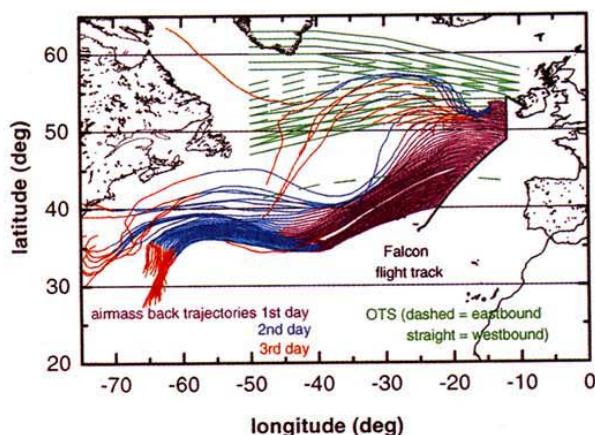 latitude (deg)
60
50
40
30
20
Falcon
flight track
airmass back trajectories 1st day
2nd day
3rd day
OTS (dashed = eastbound
straight = westbound)
-70 -60 -50 -40 -30 -20 -10 0
longitude (deg)